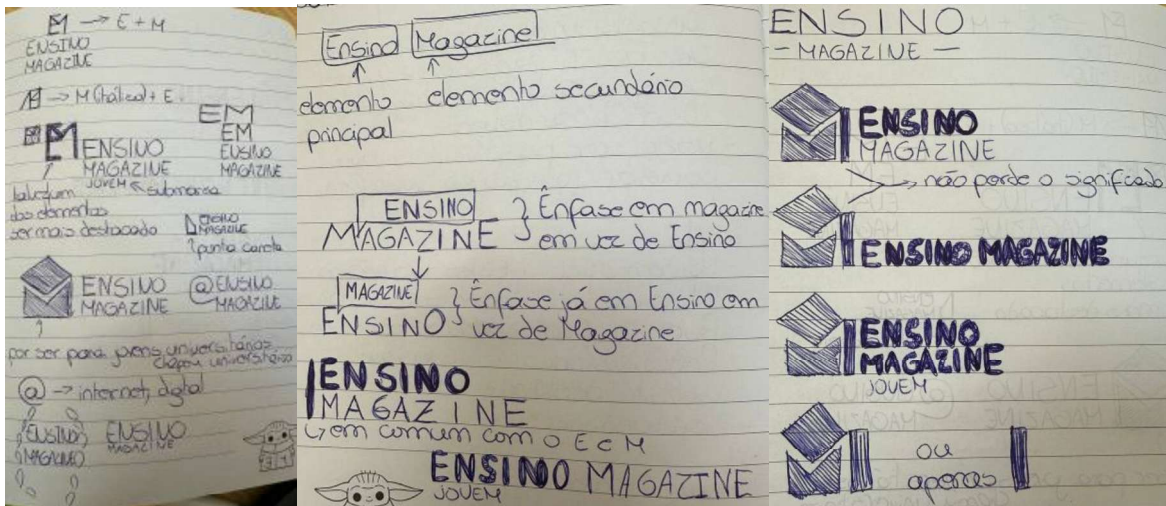 EM → E + M
ENSINO
MAGAZINE
M (itálico) + E
EM
EM
ENSINO
MAGAZINE
ENSINO
MAGAZINE
JOVEM ← submarca
dos elementos
ser mais destacado
ENSINO
MAGAZINE
ponta caneta
ENSINO
MAGAZINE
@ENSINO
MAGAZINE
por ser para jovens universitários
chapéu universitário
@ → internet, digital
ENSINO
MAGAZINE
ENSINO
MAGAZINE
Ensino Magazine
elemento principal
elemento secundário
ENSINO
MAGAZINE
Ênfase em magazine
em vez de Ensino
MAGAZINE
ENSINO
Ênfase já em Ensino em
vez de Magazine
ENSINO
MAGAZINE
↳ em comum com o E e M
ENSINO MAGAZINE
JOVEM
ENSINO
— MAGAZINE —
ENSINO
MAGAZINE
→ não perde o significado
ENSINO MAGAZINE
ENSINO
MAGAZINE
JOVEM
ou
apenas